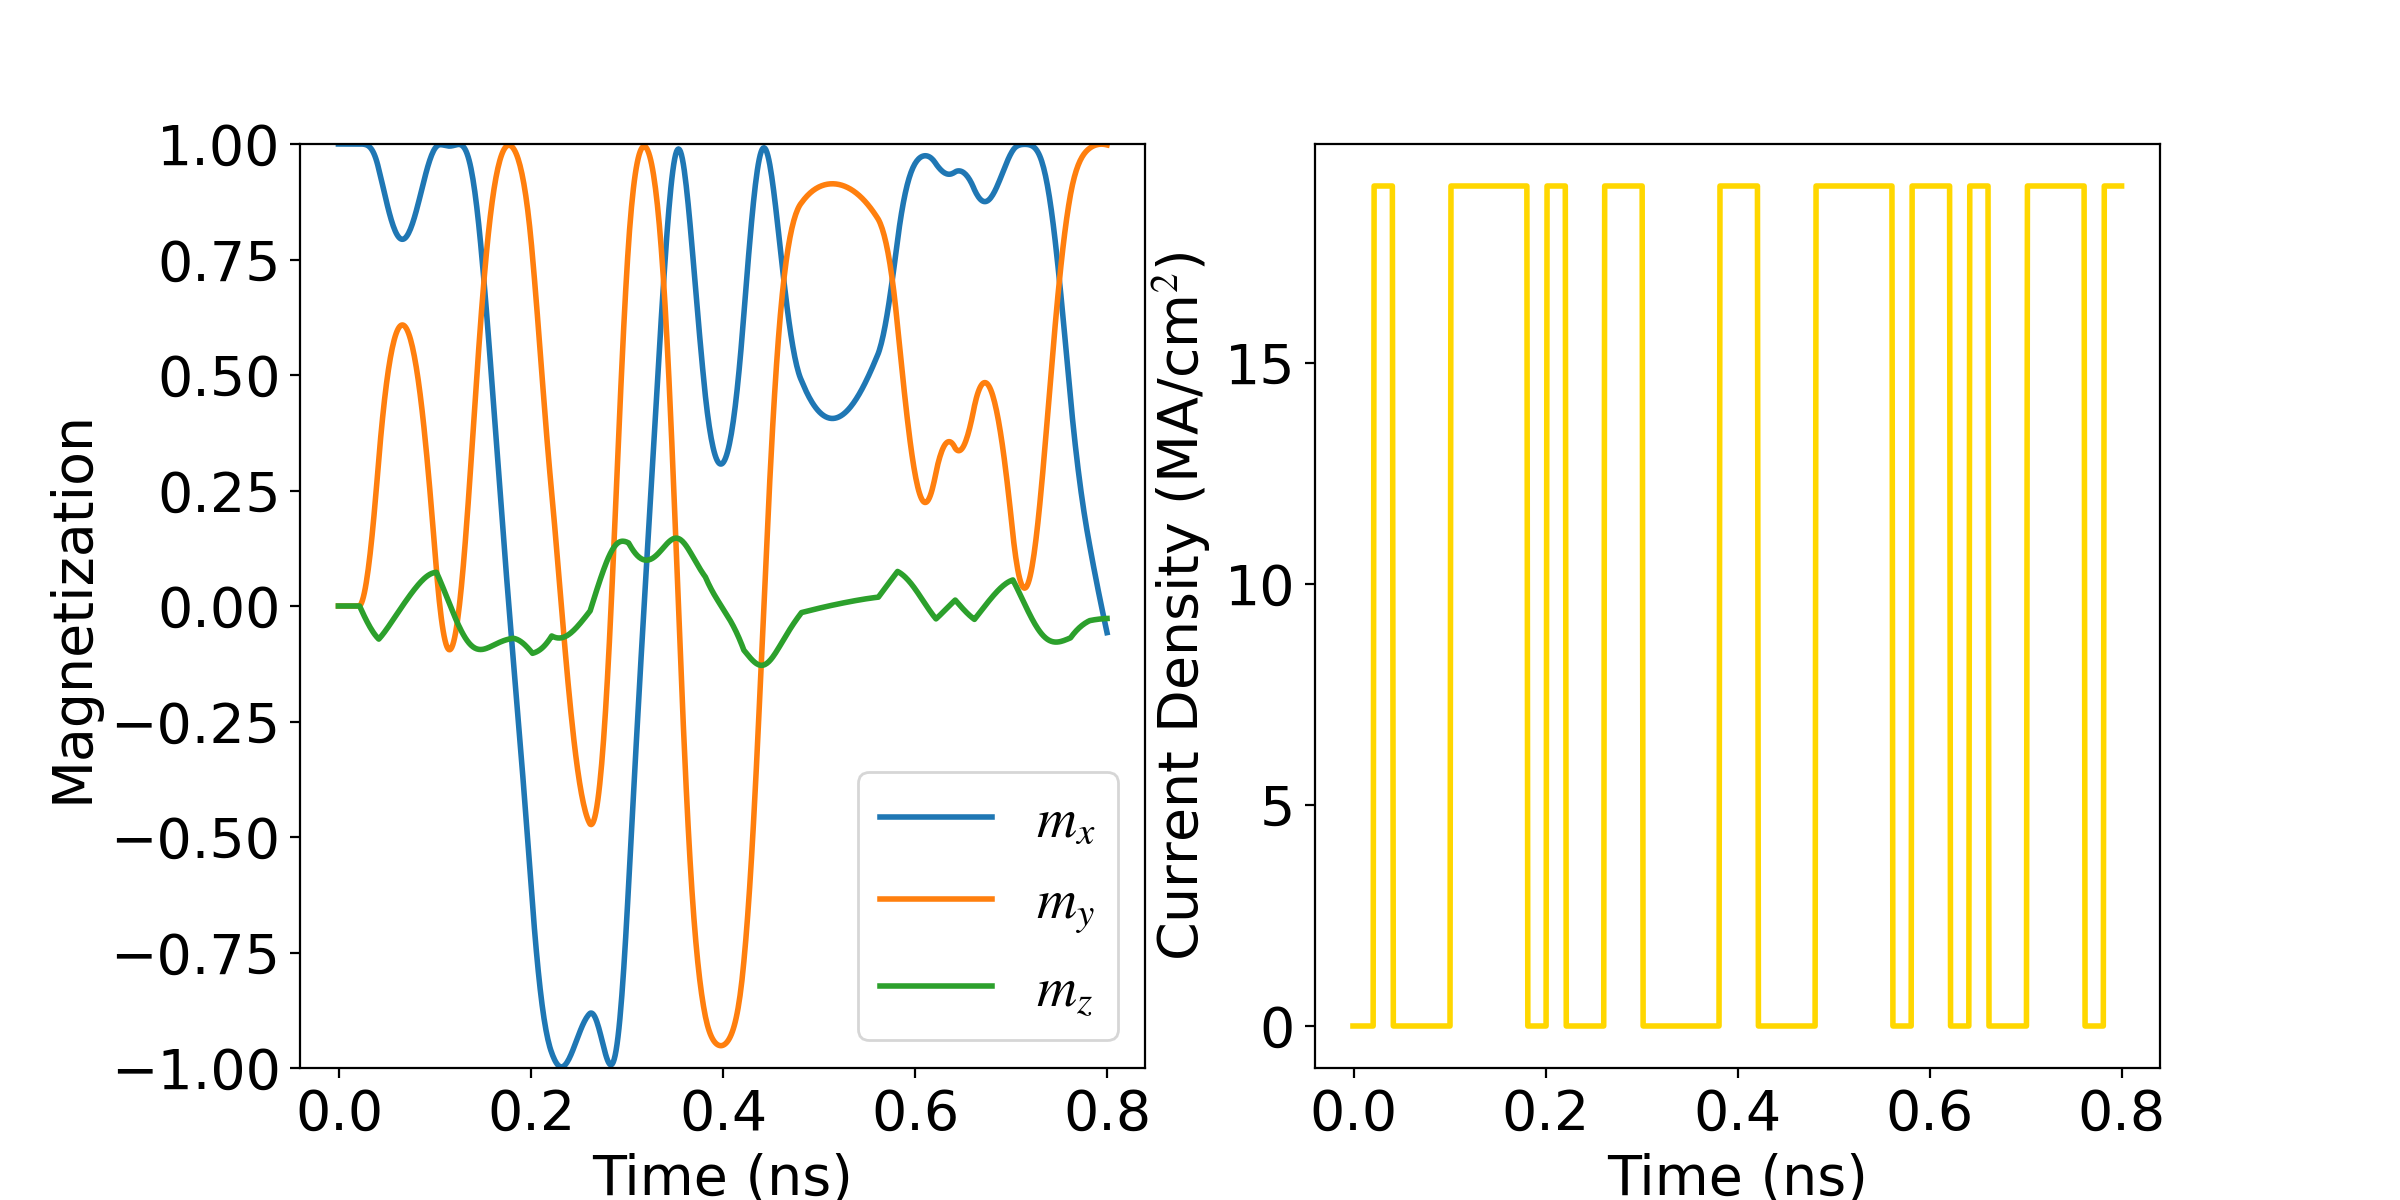 1.00
0.75
0.50
0.25
0.00
−0.25
−0.50
−0.75
−1.00
Magnetization
0.0 0.2 0.4 0.6 0.8
Time (ns)
m_x
m_y
m_z
15
10
5
0
Current Density (MA/cm²)
0.0 0.2 0.4 0.6 0.8
Time (ns)